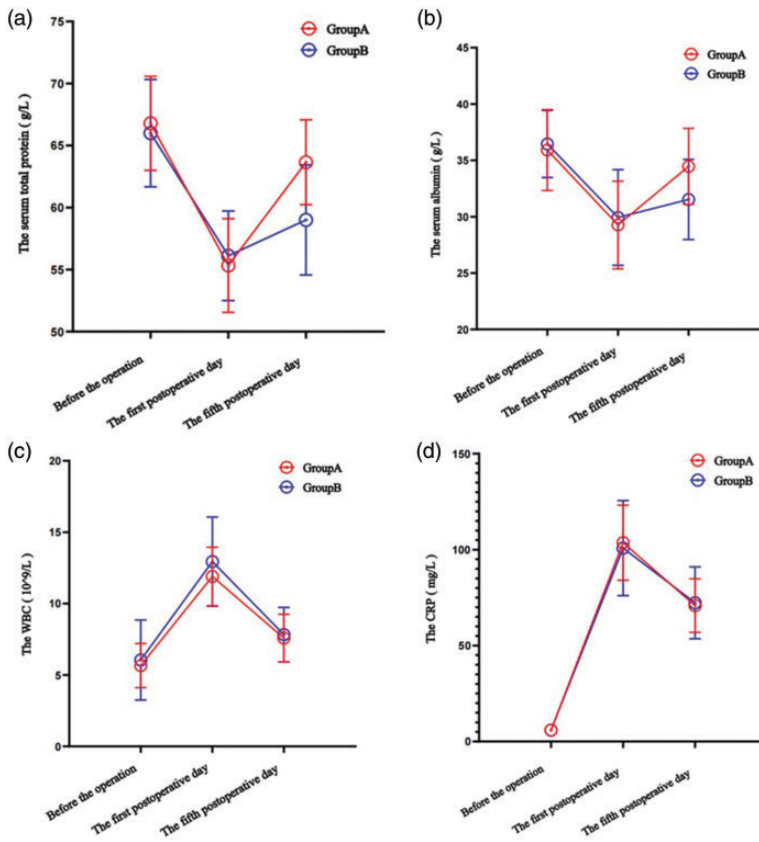 (a)
GroupA
GroupB
The serum total protein ( g/L )
75
70
65
60
55
50
Before the operation
The first postoperative day
The fifth postoperative day
(b)
GroupA
GroupB
The serum albumin ( g/L )
45
40
35
30
25
20
Before the operation
The first postoperative day
The fifth postoperative day
(c)
GroupA
GroupB
The WBC ( 10^9/L )
20
15
10
5
0
Before the operation
The first postoperative day
The fifth postoperative day
(d)
GroupA
GroupB
The CRP ( mg/L )
150
100
50
0
Before the operation
The first postoperative day
The fifth postoperative day